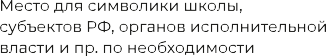 Место для символики школы,
субъектов РФ, органов исполнительной
власти и пр. по необходимости